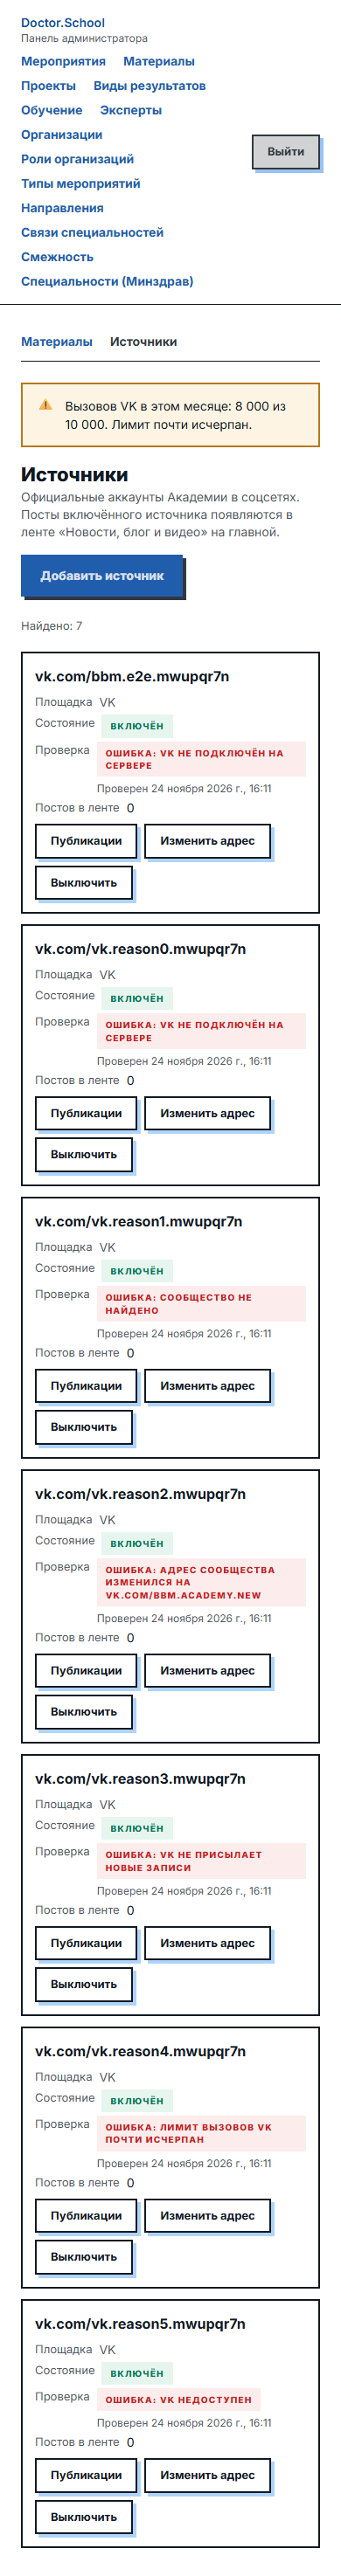 Doctor.School
Панель администратора
Мероприятия Материалы
Проекты Виды результатов
Обучение Эксперты
Организации
Роли организаций
Типы мероприятий
Направления
Связи специальностей
Смежность
Специальности (Минздрав)
Выйти
Материалы Источники
Вызовов VK в этом месяце: 8 000 из
10 000. Лимит почти исчерпан.
Источники
Официальные аккаунты Академии в соцсетях.
Посты включённого источника появляются в
ленте «Новости, блог и видео» на главной.
Добавить источник
Найдено: 7
vk.com/bbm.e2e.mwupqr7n
Площадка VK
Состояние ВКЛЮЧЁН
Проверка ОШИБКА: VK НЕ ПОДКЛЮЧЁН НА
СЕРВЕРЕ
Проверен 24 ноября 2026 г., 16:11
Постов в ленте 0
Публикации Изменить адрес
Выключить
vk.com/vk.reason0.mwupqr7n
Площадка VK
Состояние ВКЛЮЧЁН
Проверка ОШИБКА: VK НЕ ПОДКЛЮЧЁН НА
СЕРВЕРЕ
Проверен 24 ноября 2026 г., 16:11
Постов в ленте 0
Публикации Изменить адрес
Выключить
vk.com/vk.reason1.mwupqr7n
Площадка VK
Состояние ВКЛЮЧЁН
Проверка ОШИБКА: СООБЩЕСТВО НЕ
НАЙДЕНО
Проверен 24 ноября 2026 г., 16:11
Постов в ленте 0
Публикации Изменить адрес
Выключить
vk.com/vk.reason2.mwupqr7n
Площадка VK
Состояние ВКЛЮЧЁН
Проверка ОШИБКА: АДРЕС СООБЩЕСТВА
ИЗМЕНИЛСЯ НА
VK.COM/BBM.ACADEMY.NEW
Проверен 24 ноября 2026 г., 16:11
Постов в ленте 0
Публикации Изменить адрес
Выключить
vk.com/vk.reason3.mwupqr7n
Площадка VK
Состояние ВКЛЮЧЁН
Проверка ОШИБКА: VK НЕ ПРИСЫЛАЕТ
НОВЫЕ ЗАПИСИ
Проверен 24 ноября 2026 г., 16:11
Постов в ленте 0
Публикации Изменить адрес
Выключить
vk.com/vk.reason4.mwupqr7n
Площадка VK
Состояние ВКЛЮЧЁН
Проверка ОШИБКА: ЛИМИТ ВЫЗОВОВ VK
ПОЧТИ ИСЧЕРПАН
Проверен 24 ноября 2026 г., 16:11
Постов в ленте 0
Публикации Изменить адрес
Выключить
vk.com/vk.reason5.mwupqr7n
Площадка VK
Состояние ВКЛЮЧЁН
Проверка ОШИБКА: VK НЕДОСТУПЕН
Проверен 24 ноября 2026 г., 16:11
Постов в ленте 0
Публикации Изменить адрес
Выключить